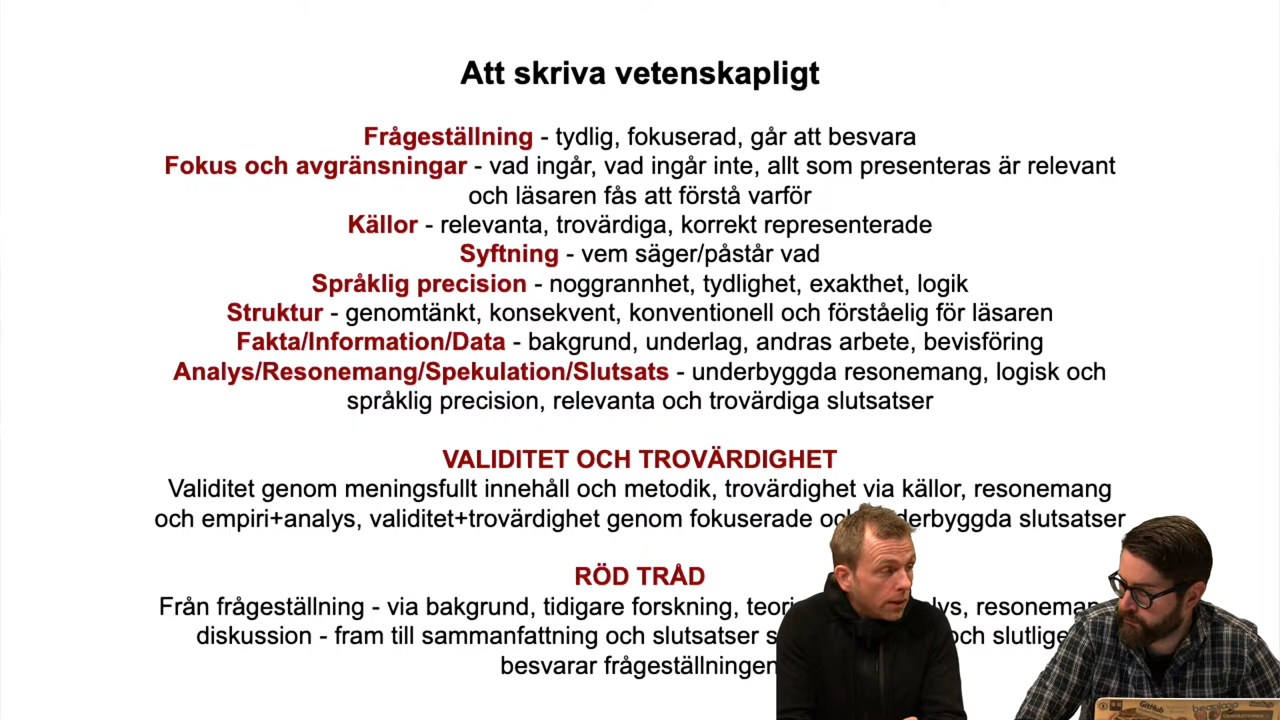 Att skriva vetenskapligt
Frågeställning - tydlig, fokuserad, går att besvara
Fokus och avgränsningar - vad ingår, vad ingår inte, allt som presenteras är relevant
och läsaren fås att förstå varför
Källor - relevanta, trovärdiga, korrekt representerade
Syftning - vem säger/påstår vad
Språklig precision - noggrannhet, tydlighet, exakthet, logik
Struktur - genomtänkt, konsekvent, konventionell och förståelig för läsaren
Fakta/Information/Data - bakgrund, underlag, andras arbete, bevisföring
Analys/Resonemang/Spekulation/Slutsats - underbyggda resonemang, logisk och
språklig precision, relevanta och trovärdiga slutsatser
VALIDITET OCH TROVÄRDIGHET
Validitet genom meningsfullt innehåll och metodik, trovärdighet via källor, resonemang
och empiri+analys, validitet+trovärdighet genom fokuserade slutsatser
RÖD TRÅD
Från frågeställning - via bakgrund, tidigare forskning,
diskussion - fram till sammanfattning och slutsatser och
besvarar frågeställningen
GitHub